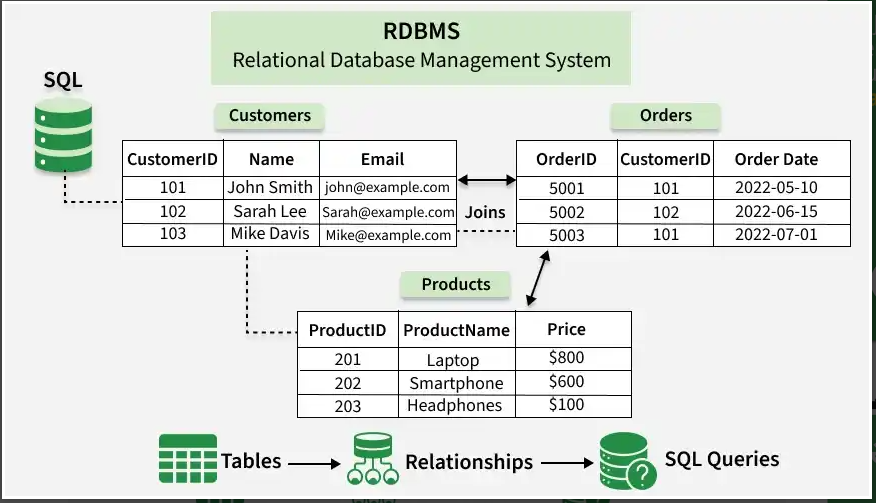 RDBMS
Relational Database Management System
SQL
Customers
CustomerID Name Email
101 John Smith john@example.com
102 Sarah Lee Sarah@example.com
103 Mike Davis Mike@example.com
Joins
Orders
OrderID CustomerID Order Date
5001 101 2022-05-10
5002 102 2022-06-15
5003 101 2022-07-01
Products
ProductID ProductName Price
201 Laptop $800
202 Smartphone $600
203 Headphones $100
Tables
Relationships
?
SQL Queries